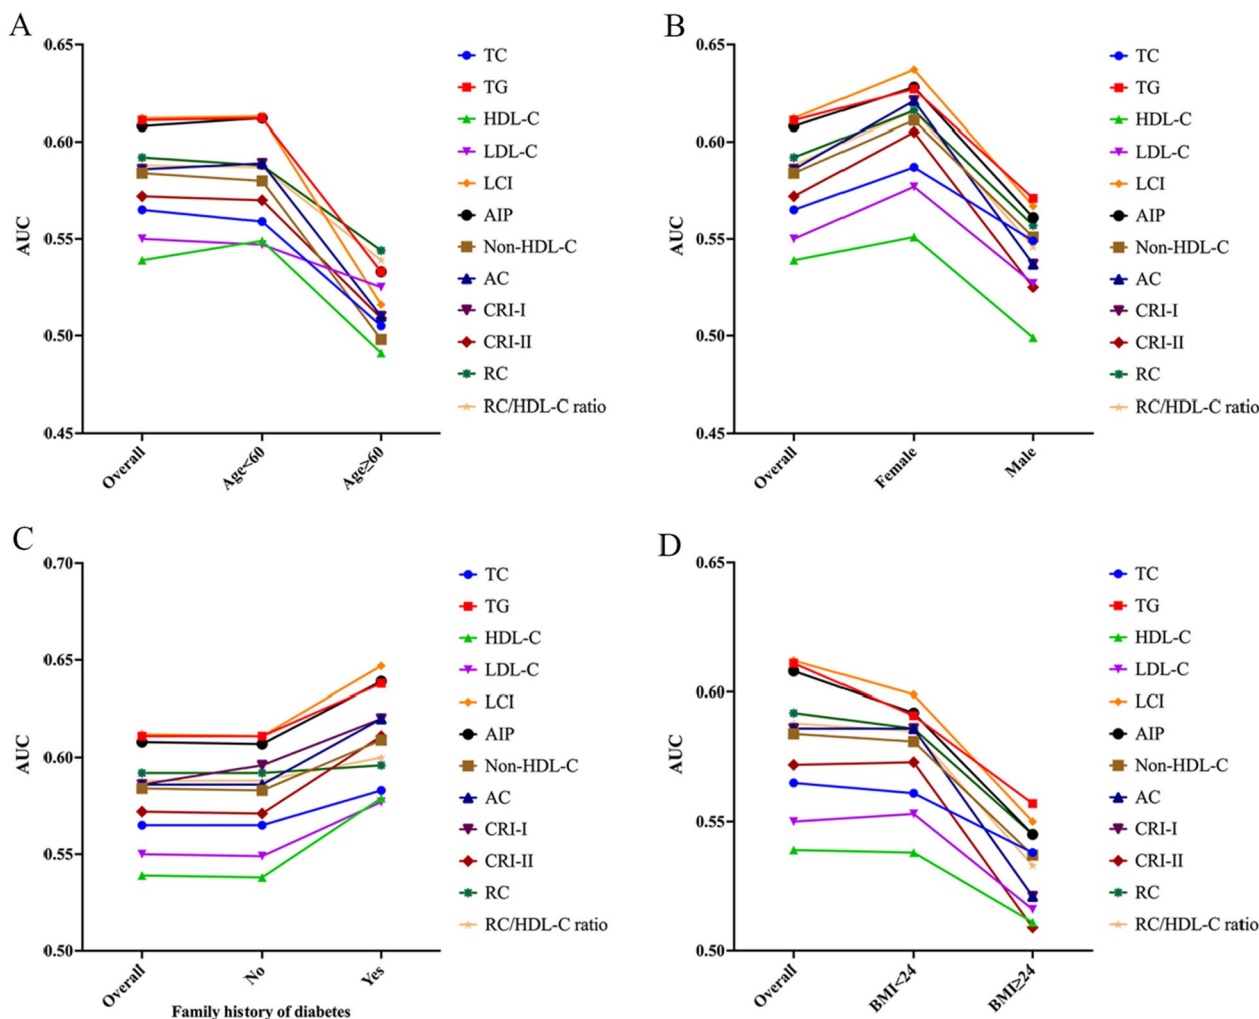 A
0.65
0.60
0.55
0.50
0.45
AUC
Overall
Age<60
Age≥60
TC
TG
HDL-C
LDL-C
LCI
AIP
Non-HDL-C
AC
CRI-I
CRI-II
RC
RC/HDL-C ratio
B
0.65
0.60
0.55
0.50
0.45
AUC
Overall
Female
Male
TC
TG
HDL-C
LDL-C
LCI
AIP
Non-HDL-C
AC
CRI-I
CRI-II
RC
RC/HDL-C ratio
C
0.70
0.65
0.60
0.55
0.50
AUC
Overall
No
Yes
Family history of diabetes
TC
TG
HDL-C
LDL-C
LCI
AIP
Non-HDL-C
AC
CRI-I
CRI-II
RC
RC/HDL-C ratio
D
0.65
0.60
0.55
0.50
AUC
Overall
BMI<24
BMI≥24
TC
TG
HDL-C
LDL-C
LCI
AIP
Non-HDL-C
AC
CRI-I
CRI-II
RC
RC/HDL-C ratio